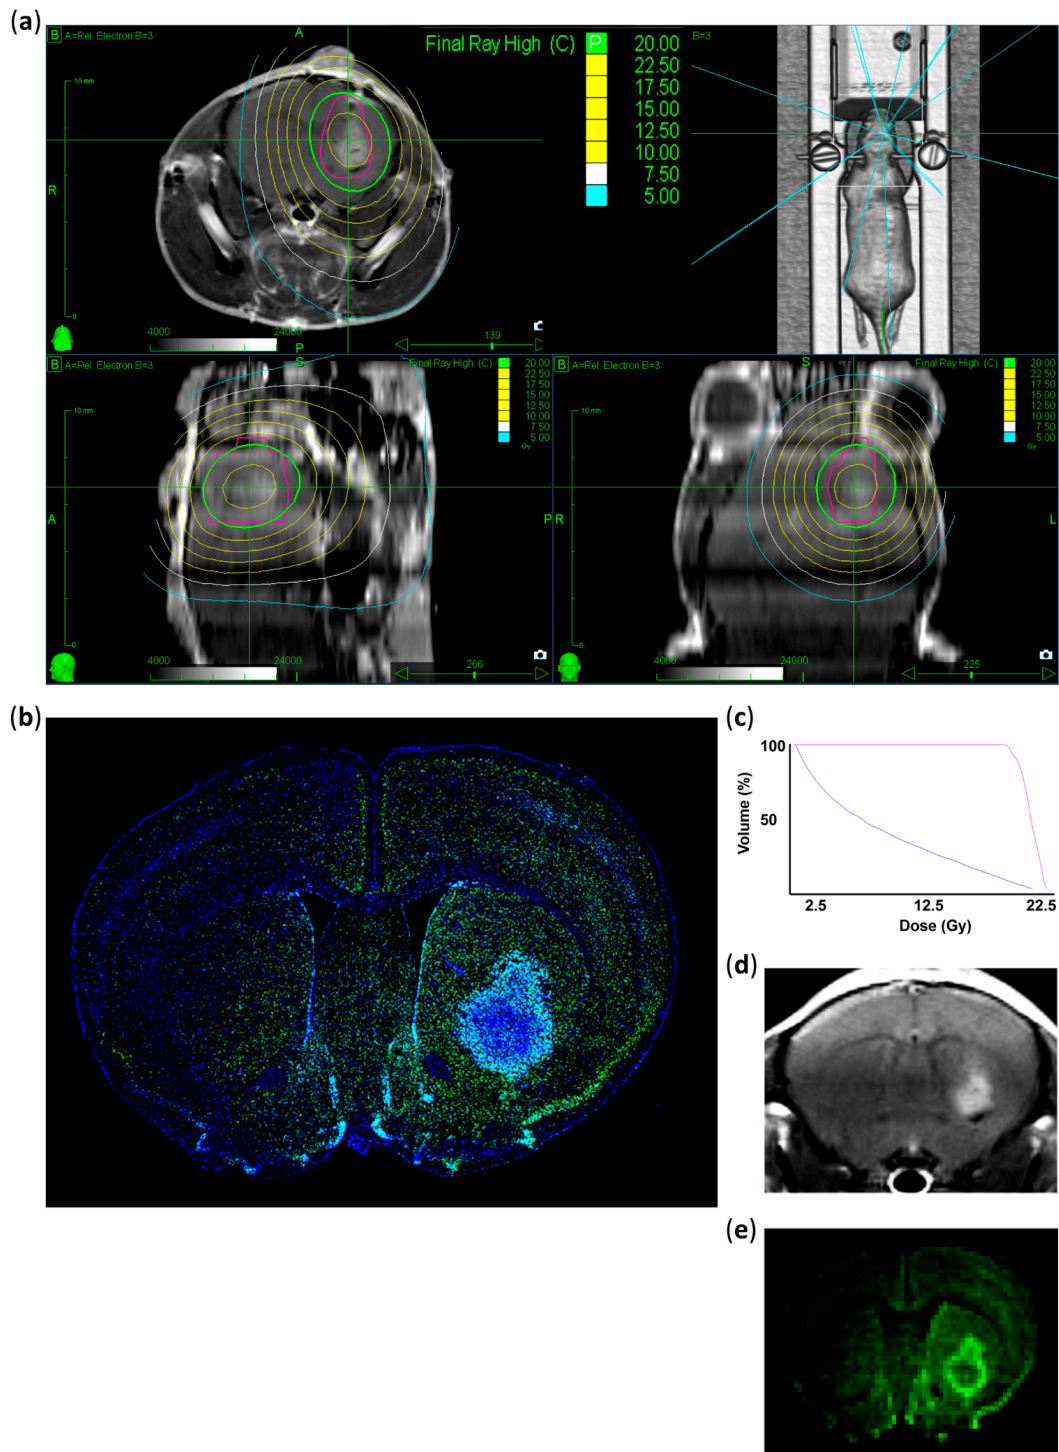 (a)
B A=Rel. Electron B=3
A
Final Ray High (C)
P 20.00
22.50
17.50
15.00
12.50
10.00
7.50
5.00
B=3
10 mm
R
0
4000
24000
P
139
B A=Rel. Electron B=3
S
Final Ray High (C)
20.00
22.50
17.50
15.00
12.50
10.00
7.50
5.00
Gy
10 mm
A
P
0
4000
24000
266
B A=Rel. Electron B=3
S
Final Ray High (C)
20.00
22.50
17.50
15.00
12.50
10.00
7.50
5.00
Gy
10 mm
R
L
0
4000
24000
225
(b)
(c)
100
50
Volume (%)
2.5
12.5
22.5
Dose (Gy)
(d)
(e)